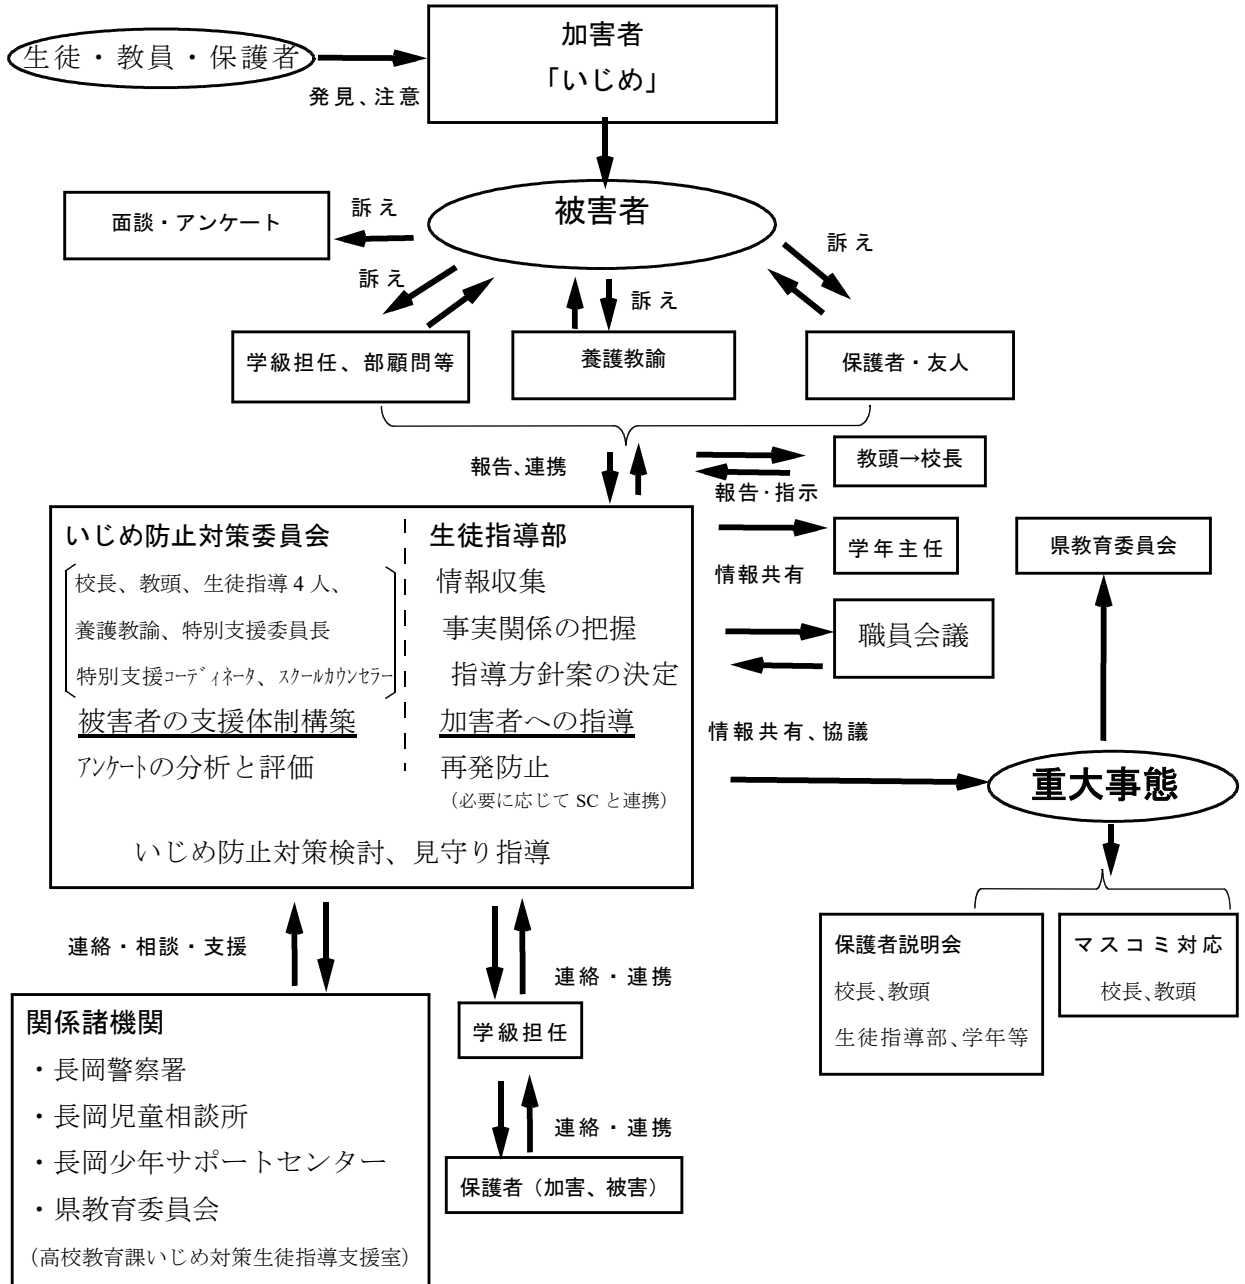 生徒・教員・保護者
発見、注意
加害者
「いじめ」
被害者
訴え
面談・アンケート
訴え
訴え
訴え
学級担任、部顧問等
養護教諭
保護者・友人
報告、連携
教頭→校長
報告・指示
いじめ防止対策委員会
校長、教頭、生徒指導4人、
養護教諭、特別支援委員長
特別支援ｺｰﾃﾞｨﾈｰﾀ、ｽｸｰﾙｶｳﾝｾﾗｰ
被害者の支援体制構築
ｱﾝｹｰﾄの分析と評価
生徒指導部
情報収集
事実関係の把握
指導方針案の決定
加害者への指導
再発防止
（必要に応じて SC と連携）
いじめ防止対策検討、見守り指導
学年主任
情報共有
職員会議
情報共有、協議
県教育委員会
重大事態
保護者説明会
校長、教頭
生徒指導部、学年等
マスコミ対応
校長、教頭
連絡・相談・支援
関係諸機関
・長岡警察署
・長岡児童相談所
・長岡少年サポートセンター
・県教育委員会
（高校教育課いじめ対策生徒指導支援室）
連絡・連携
学級担任
連絡・連携
保護者（加害、被害）